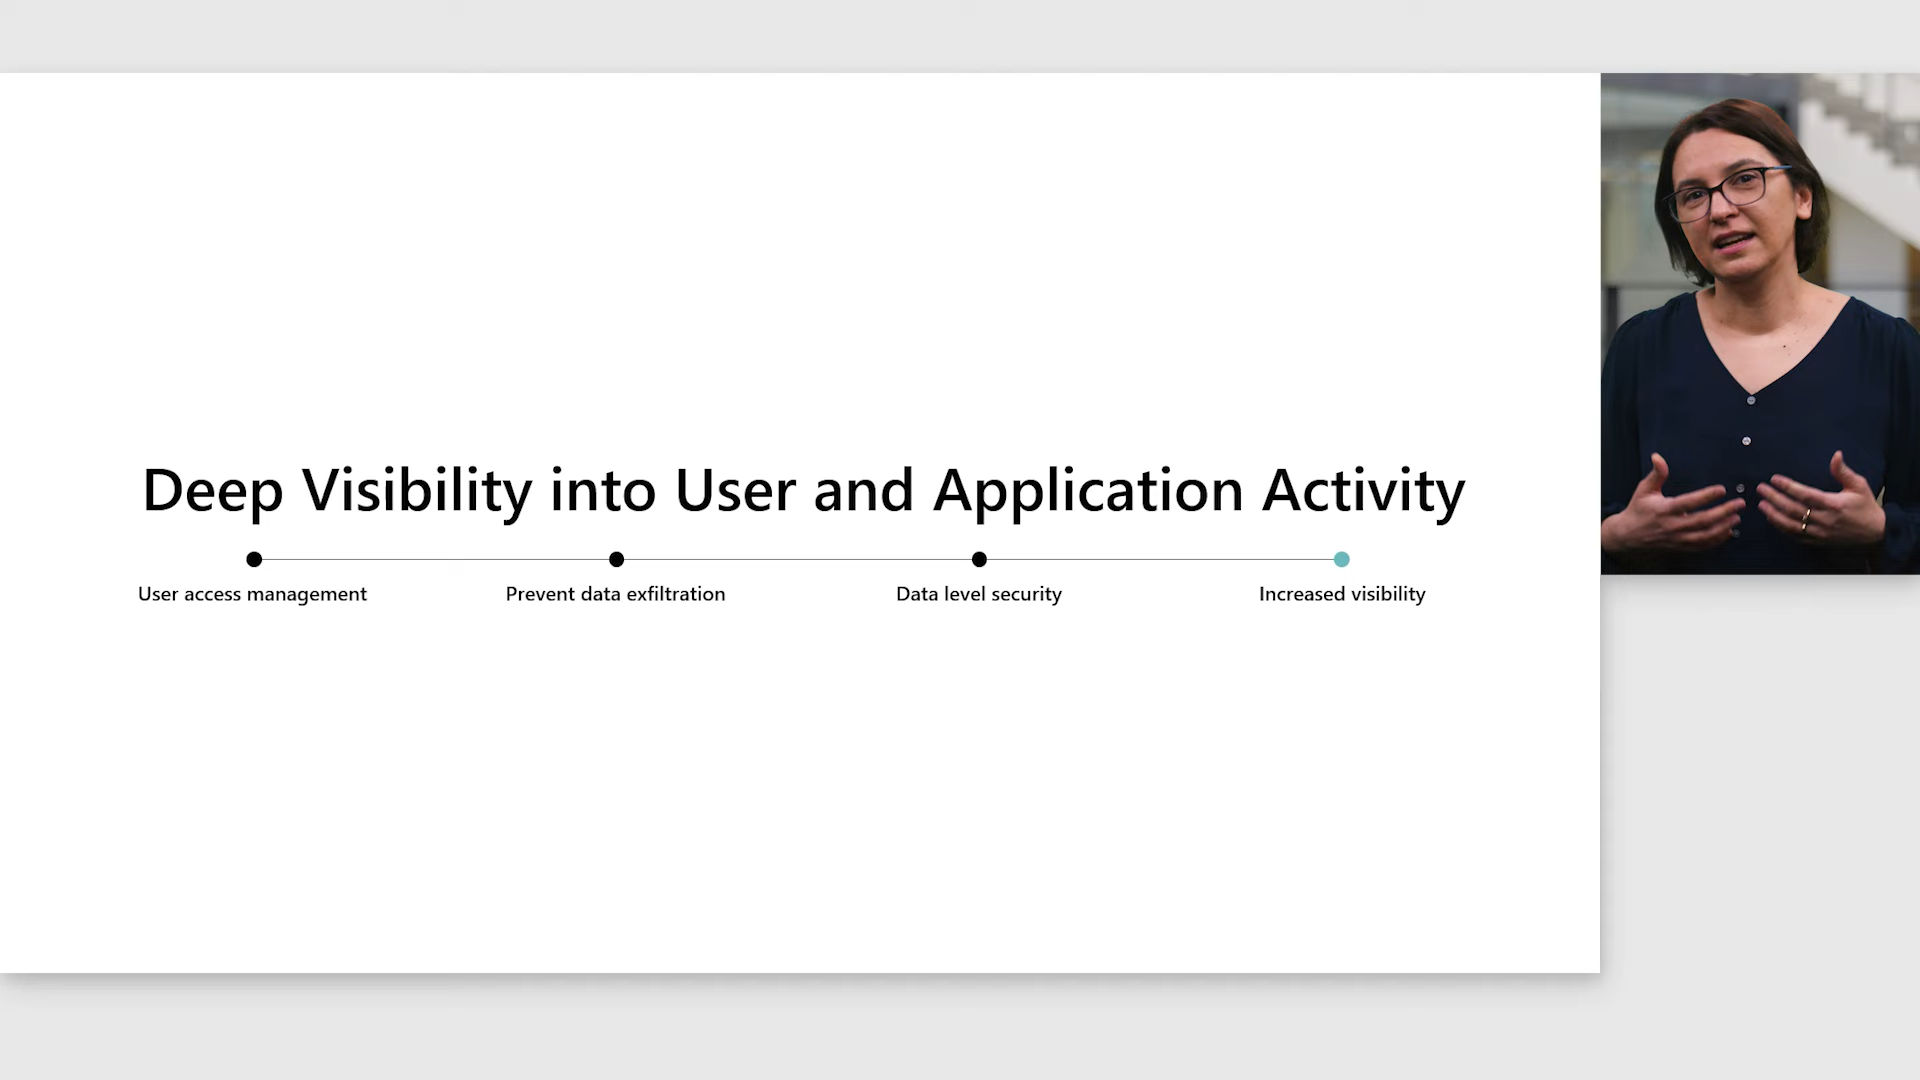 Deep Visibility into User and Application Activity
User access management
Prevent data exfiltration
Data level security
Increased visibility